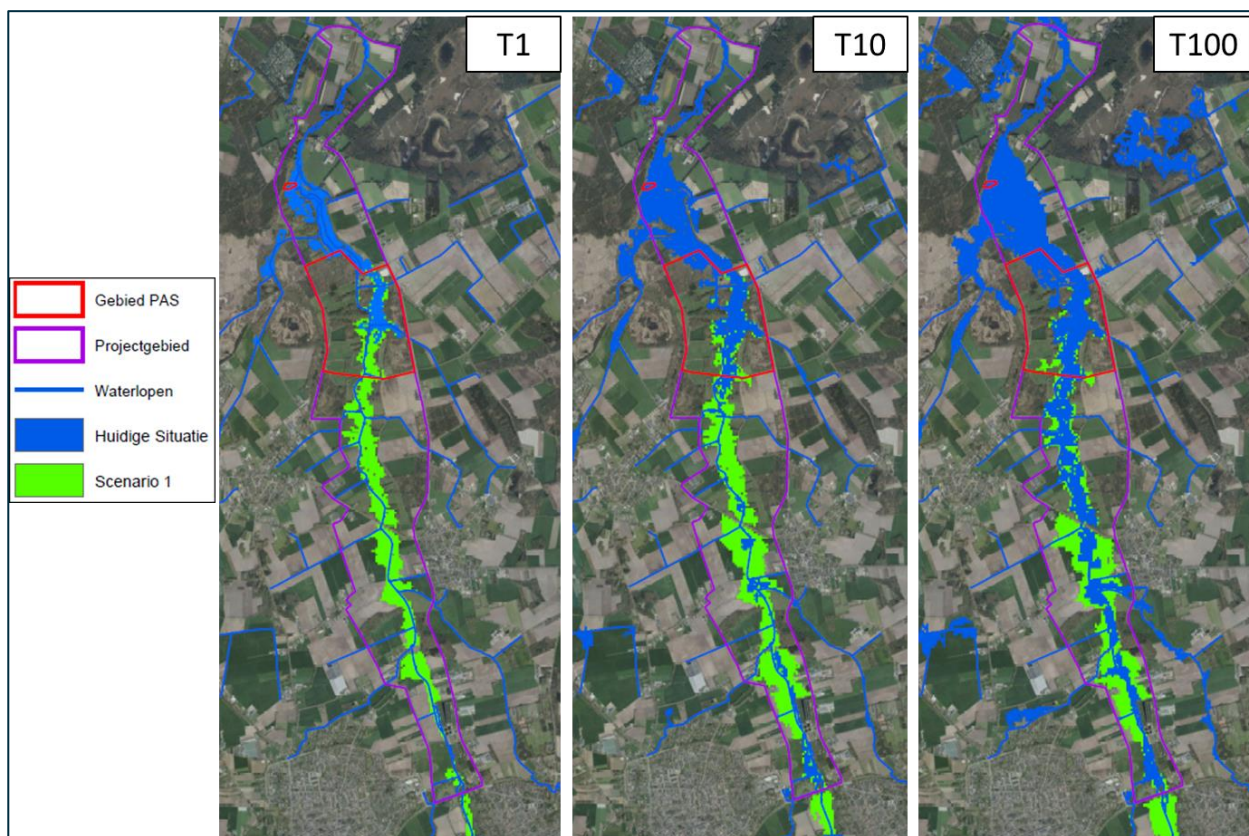 T1
T10
T100
Gebied PAS
Projectgebied
Waterlopen
Huidige Situatie
Scenario 1